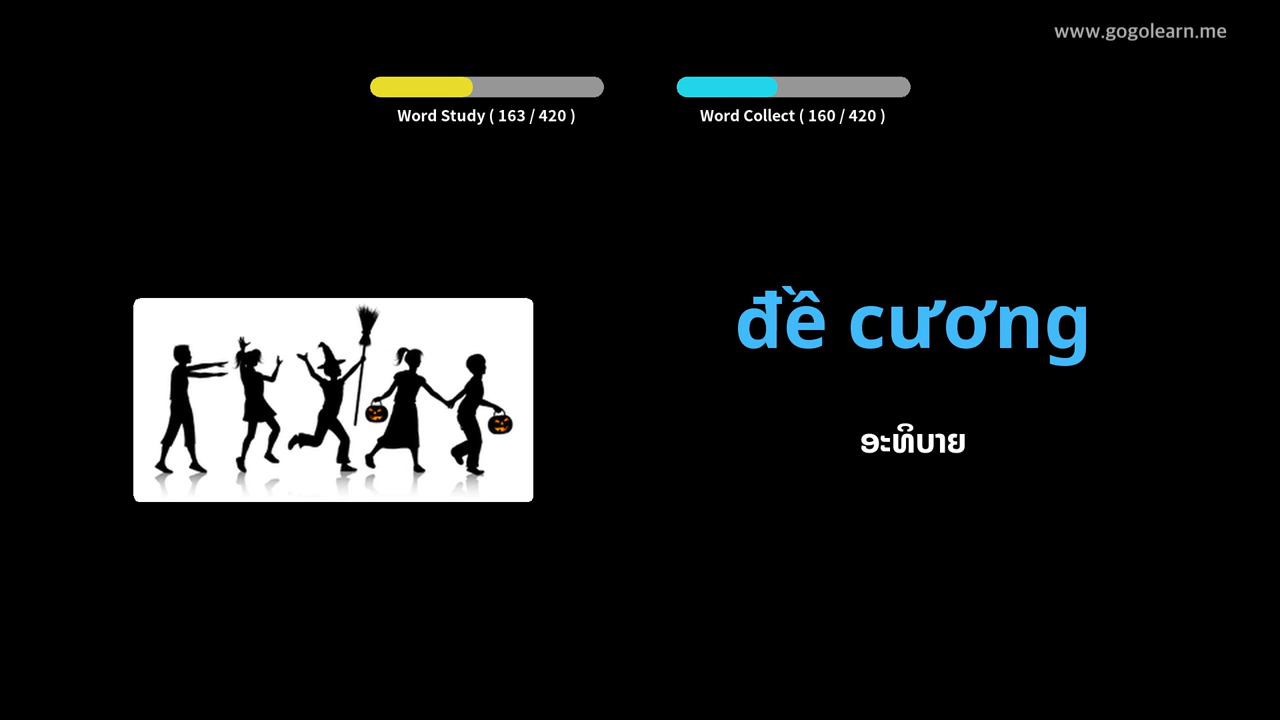 www.gogolearn.me
Word Study ( 163 / 420 )
Word Collect ( 160 / 420 )
đề cương
ອະທິບາຍ